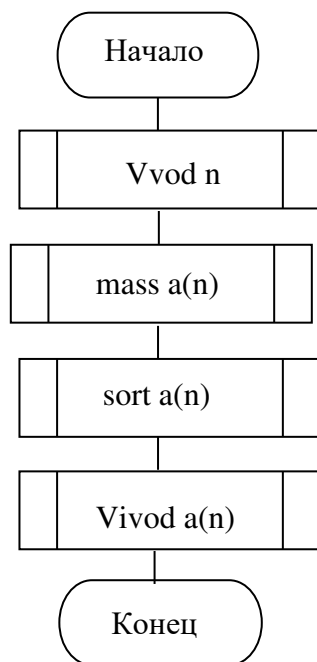 Начало
Vvod n
mass a(n)
sort a(n)
Vivod a(n)
Конец